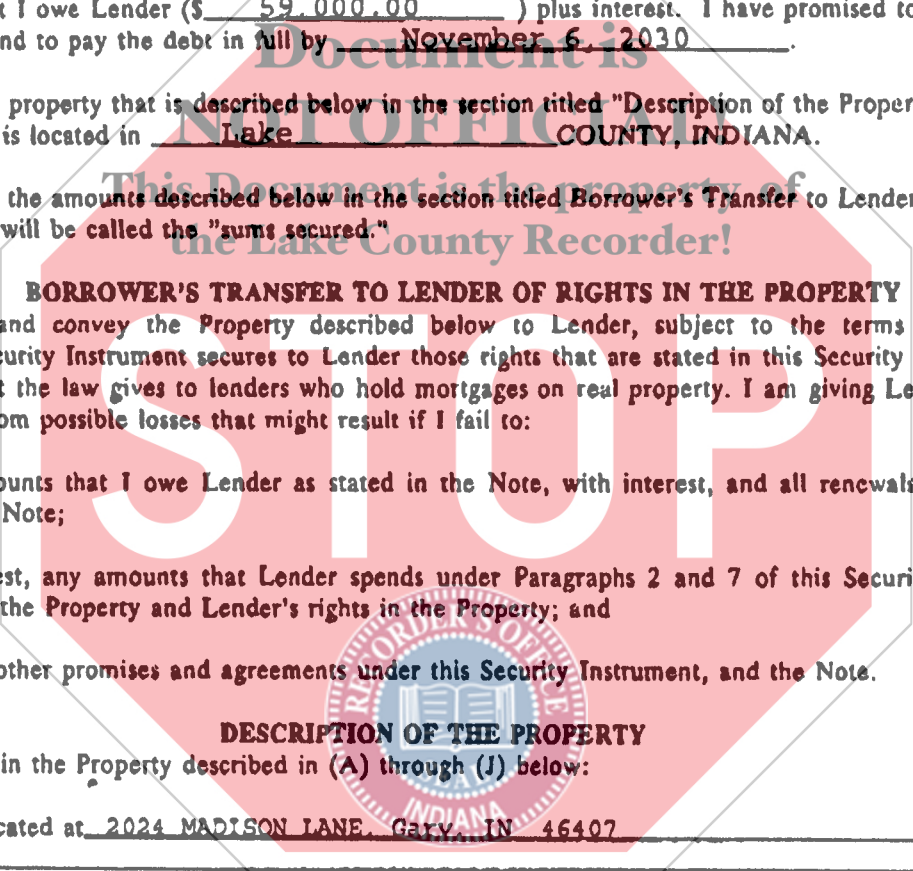 t I owe Lender ($ 59,000.00 ) plus interest. I have promised to
nd to pay the debt in full by November 6, 2030 .
Document is
property that is described below in the section titled "Description of the Proper
NOT OFFICIAL
is located in Lake COUNTY, INDIANA.
This Document is the property of
the amounts described below in the section titled Borrower's Transfer to Lender
will be called the "sums secured."
the Lake County Recorder!
BORROWER'S TRANSFER TO LENDER OF RIGHTS IN THE PROPERTY
and convey the Property described below to Lender, subject to the terms
curity Instrument secures to Lender those rights that are stated in this Security
t the law gives to lenders who hold mortgages on real property. I am giving Le
om possible losses that might result if I fail to:
STOP
ounts that I owe Lender as stated in the Note, with interest, and all renewals
Note;
est, any amounts that Lender spends under Paragraphs 2 and 7 of this Securi
the Property and Lender's rights in the Property; and
RECORDER'S OFFICE
other promises and agreements under this Security Instrument, and the Note.
DESCRIPTION OF THE PROPERTY
in the Property described in (A) through (J) below:
SEAL
INDIANA
cated at 2024 MADISON LANE, Gary, IN 46407